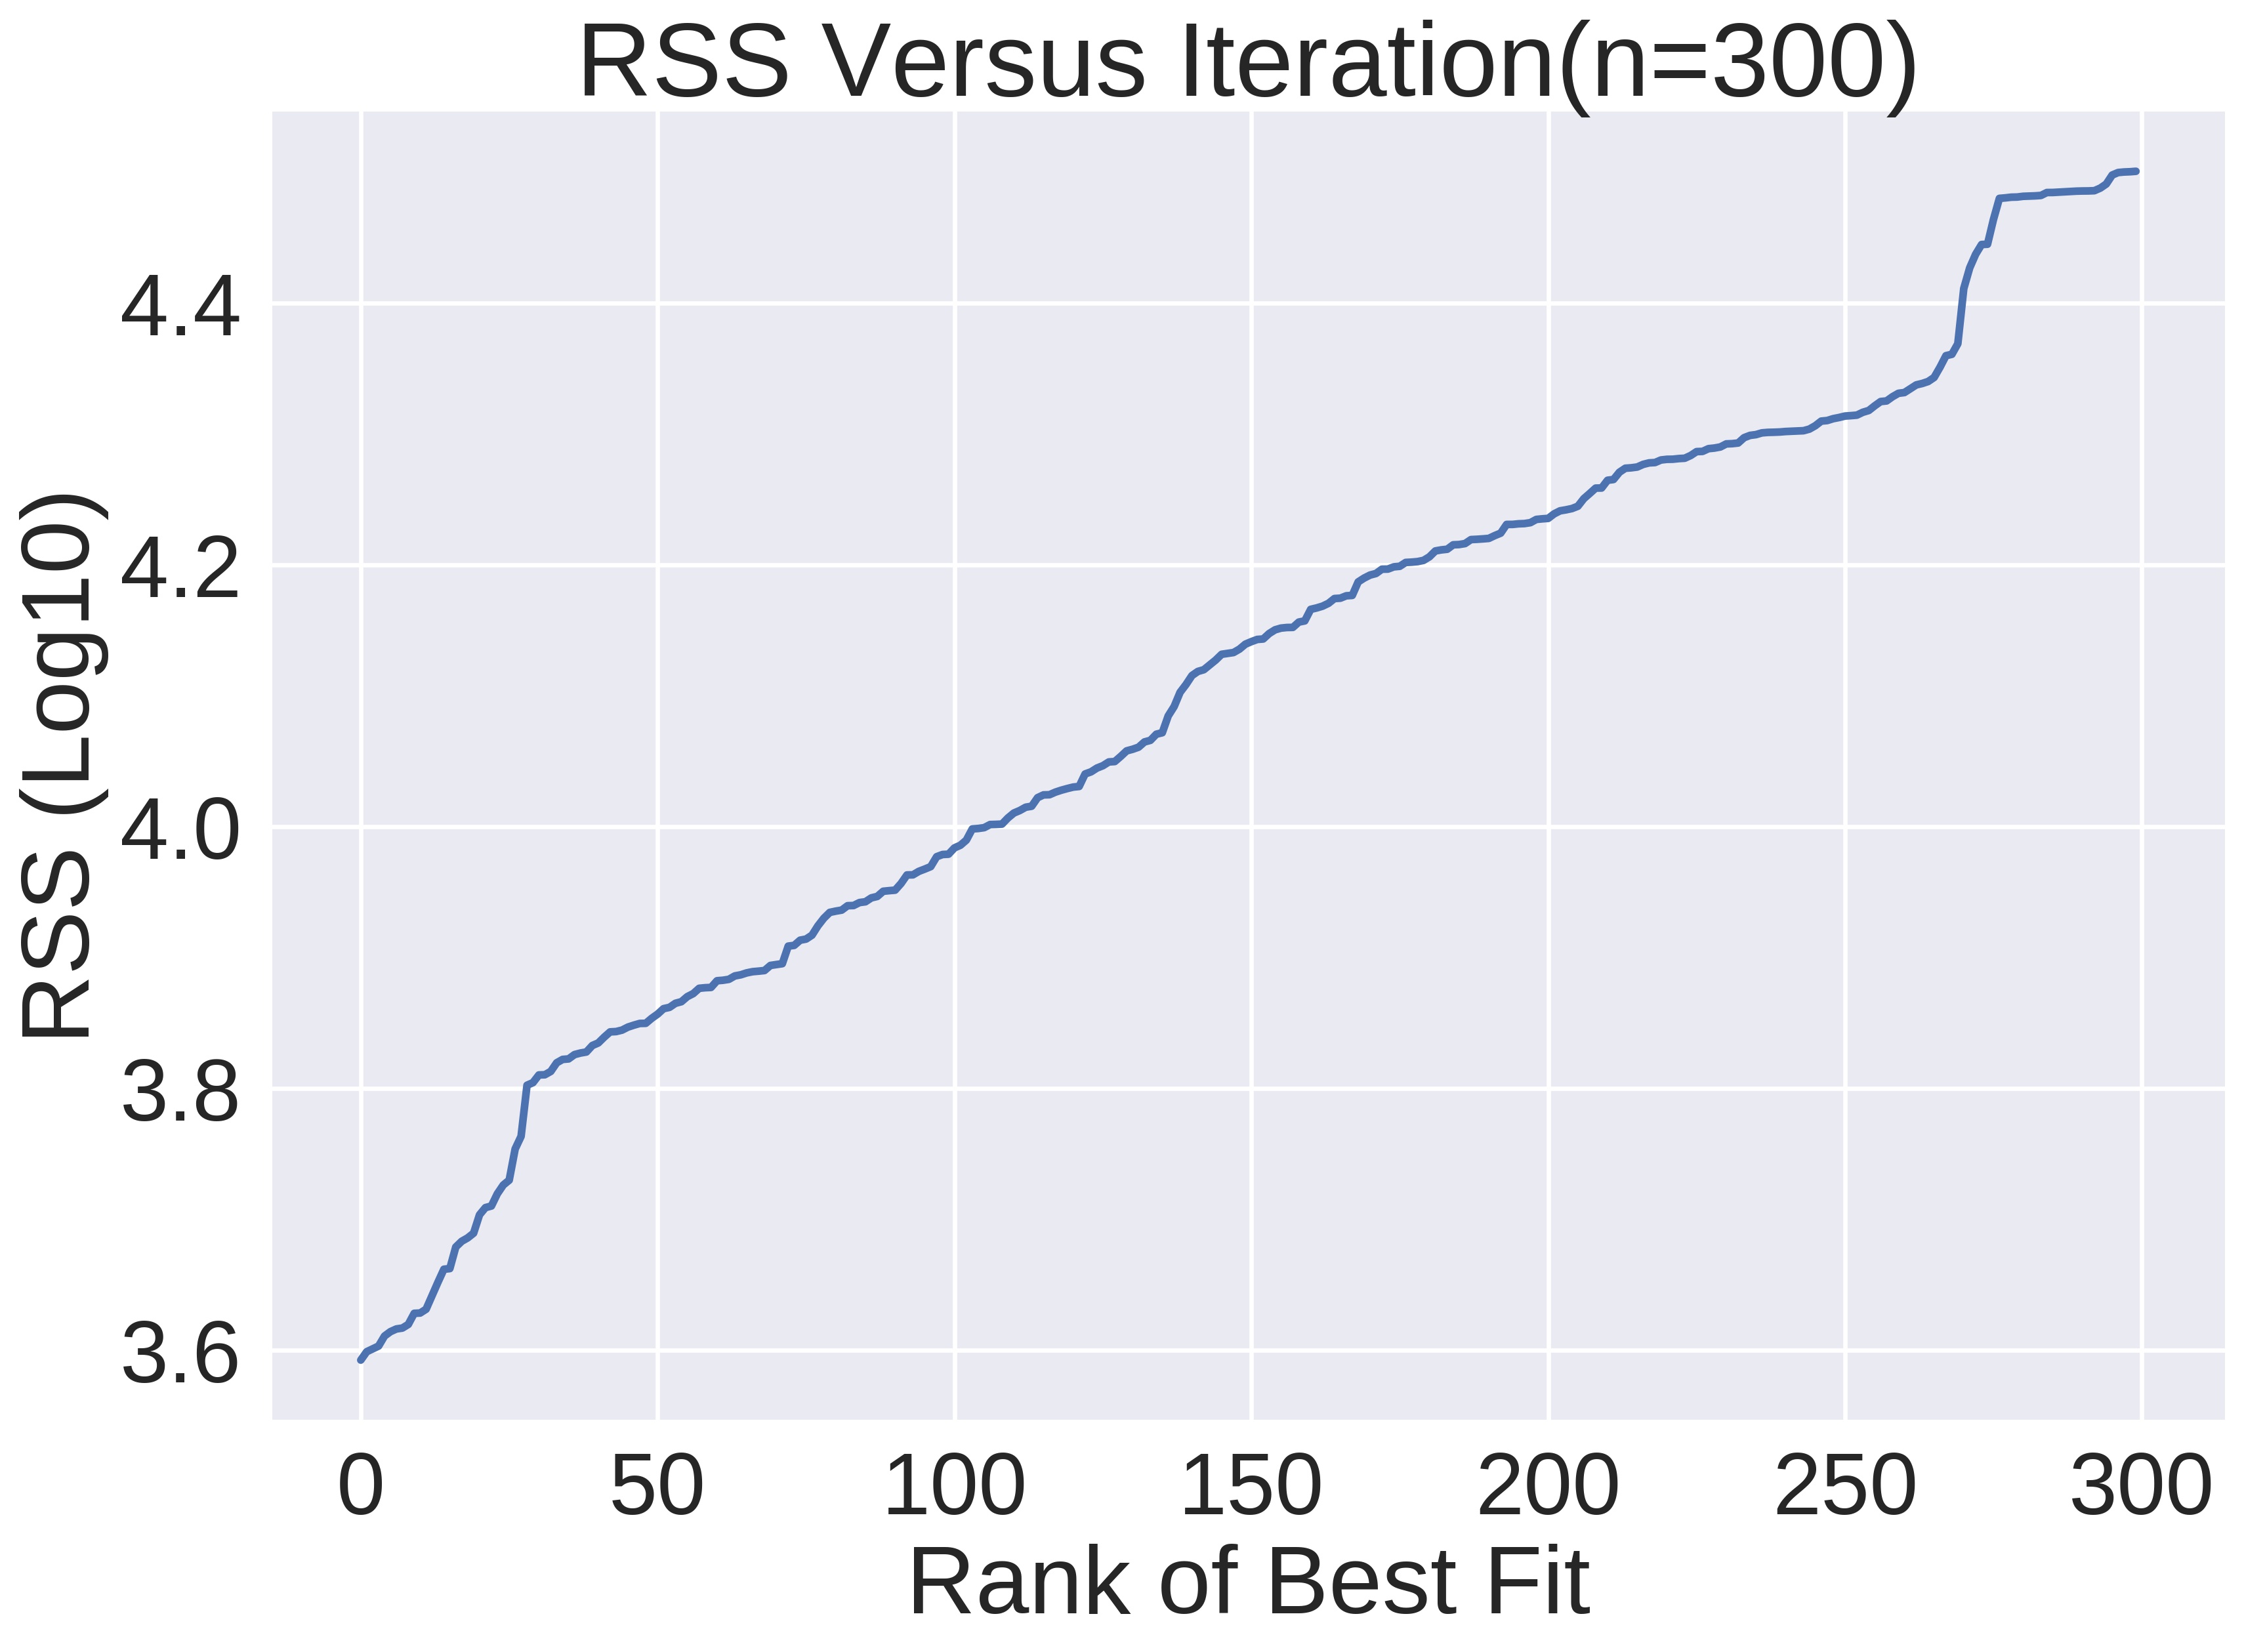 RSS Versus Iteration(n=300)
RSS (Log10)
4.4
4.2
4.0
3.8
3.6
0 50 100 150 200 250 300
Rank of Best Fit